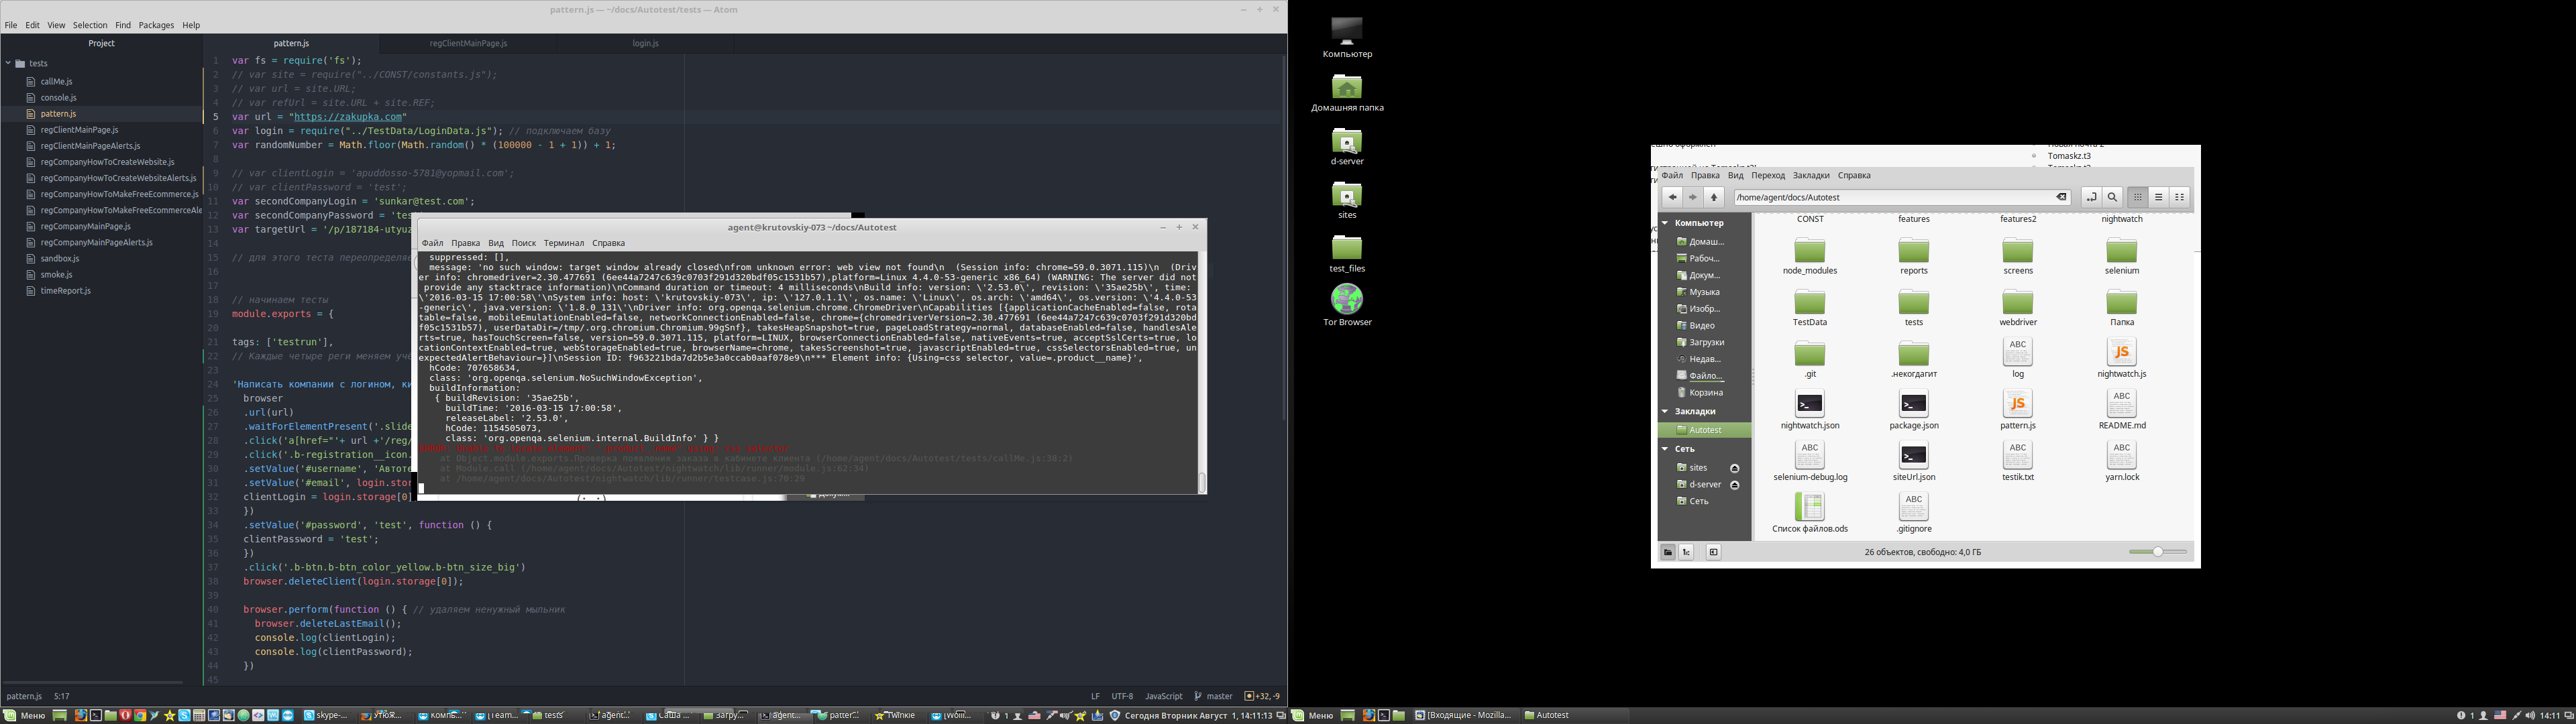 pattern.js — ~/docs/Autotest/tests — Atom
File Edit View Selection Find Packages Help
Project
tests
callMe.js
console.js
pattern.js
regClientMainPage.js
regClientMainPageAlerts.js
regCompanyHowToCreateWebsite.js
regCompanyHowToCreateWebsiteAlerts.js
regCompanyHowToMakeFreeEcommerce.js
regCompanyHowToMakeFreeEcommerceAle
regCompanyMainPage.js
regCompanyMainPageAlerts.js
sandbox.js
smoke.js
timeReport.js
pattern.js regClientMainPage.js login.js
1 var fs = require('fs');
2 // var site = require("../CONST/constants.js");
3 // var url = site.URL;
4 // var refUrl = site.URL + site.REF;
5 var url = "https://zakupka.com"
6 var login = require("../TestData/LoginData.js"); // подключаем базу
7 var randomNumber = Math.floor(Math.random() * (100000 - 1 + 1)) + 1;
8
9 // var clientLogin = 'apuddosso-5781@yopmail.com';
10 // var clientPassword = 'test';
11 var secondCompanyLogin = 'sunkar@test.com';
12 var secondCompanyPassword = 'tes
13 var targetUrl = '/p/187184-utyuz
14
15 // для этого теста переопределяе
16
17
18 // начинаем тесты
19 module.exports = {
20
21 tags: ['testrun'],
22 // Каждые четыре реги меняем уче
23
24 'Написать компании с логином, ки
25 browser
26 .url(url)
27 .waitForElementPresent('.slide
28 .click('a[href="'+ url +'/reg/
29 .click('.b-registration__icon.
30 .setValue('#username', 'Автоте
31 .setValue('#email', login.stor
32 clientLogin = login.storage[0]
33 })
34 .setValue('#password', 'test', function () {
35 clientPassword = 'test';
36 })
37 .click('.b-btn.b-btn_color_yellow.b-btn_size_big')
38 browser.deleteClient(login.storage[0]);
39
40 browser.perform(function () { // удаляем ненужный мыльник
41 browser.deleteLastEmail();
42 console.log(clientLogin);
43 console.log(clientPassword);
44 })
45
pattern.js 5:17
LF UTF-8 JavaScript master +32, -9
agent@krutovskiy-073 ~/docs/Autotest
Файл Правка Вид Поиск Терминал Справка
suppressed: [],
message: 'no such window: target window already closed\nfrom unknown error: web view not found\n (Session info: chrome=59.0.3071.115)\n (Driv
er info: chromedriver=2.30.477691 (6ee44a7247c639c0703f291d320bdf05c1531b57),platform=Linux 4.4.0-53-generic x86_64) (WARNING: The server did not
provide any stacktrace information)\nCommand duration or timeout: 4 milliseconds\nBuild info: version: \'2.53.0\', revision: \'35ae25b\', time:
\'2016-03-15 17:00:58\'\nSystem info: host: \'krutovskiy-073\', ip: \'127.0.1.1\', os.name: \'Linux\', os.arch: \'amd64\', os.version: \'4.4.0-53
-generic\', java.version: \'1.8.0_131\'\nDriver info: org.openqa.selenium.chrome.ChromeDriver\nCapabilities [{applicationCacheEnabled=false, rota
table=false, mobileEmulationEnabled=false, networkConnectionEnabled=false, chrome={chromedriverVersion=2.30.477691 (6ee44a7247c639c0703f291d320bd
f05c1531b57), userDataDir=/tmp/.org.chromium.Chromium.99gSnf}, takesHeapSnapshot=true, pageLoadStrategy=normal, databaseEnabled=false, handlesAle
rts=true, hasTouchScreen=false, version=59.0.3071.115, platform=LINUX, browserConnectionEnabled=false, nativeEvents=true, acceptSslCerts=true, lo
cationContextEnabled=true, webStorageEnabled=true, browserName=chrome, takesScreenshot=true, javascriptEnabled=true, cssSelectorsEnabled=true, un
expectedAlertBehaviour=}]\nSession ID: f963221bda7d2b5e3a0ccab0aaf078e9\n*** Element info: {Using=css selector, value=.product__name}',
hCode: 707658634,
class: 'org.openqa.selenium.NoSuchWindowException',
buildInformation:
{ buildRevision: '35ae25b',
buildTime: '2016-03-15 17:00:58',
releaseLabel: '2.53.0',
hCode: 1154505073,
class: 'org.openqa.selenium.internal.BuildInfo' } }
at Object.module.exports.Проверка появления заказа в кабинете клиента (/home/agent/docs/Autotest/tests/callMe.js:38:2)
at Module.call (/home/agent/docs/Autotest/nightwatch/lib/runner/module.js:62:34)
at /home/agent/docs/Autotest/nightwatch/lib/runner/testcase.js:70:29
Компьютер
Домашняя папка
d-server
sites
test_files
Tor Browser
Tomaskz.t3
Файл Правка Вид Переход Закладки Справка
/home/agent/docs/Autotest
Компьютер
Домаш...
Рабоч...
Докум...
Музыка
Изобр...
Видео
Загрузки
Недав...
Файло...
Корзина
Закладки
Autotest
Сеть
sites
d-server
Сеть
CONST features features2 nightwatch
node_modules reports screens selenium
TestData tests webdriver Папка
.git .некогдагит log nightwatch.js
nightwatch.json package.json pattern.js README.md
selenium-debug.log siteUrl.json testik.txt yarn.lock
Список файлов.ods .gitignore
26 объектов, свободно: 4,0 ГБ
Меню skype-... Утюж... Компь... [Team... tests agent... Саша ... Загру... agent... patter... Twinkie 1 Сегодня Вторник Август 1, 14:11:13
Меню [Входящие - Mozilla... Autotest 1 14:11